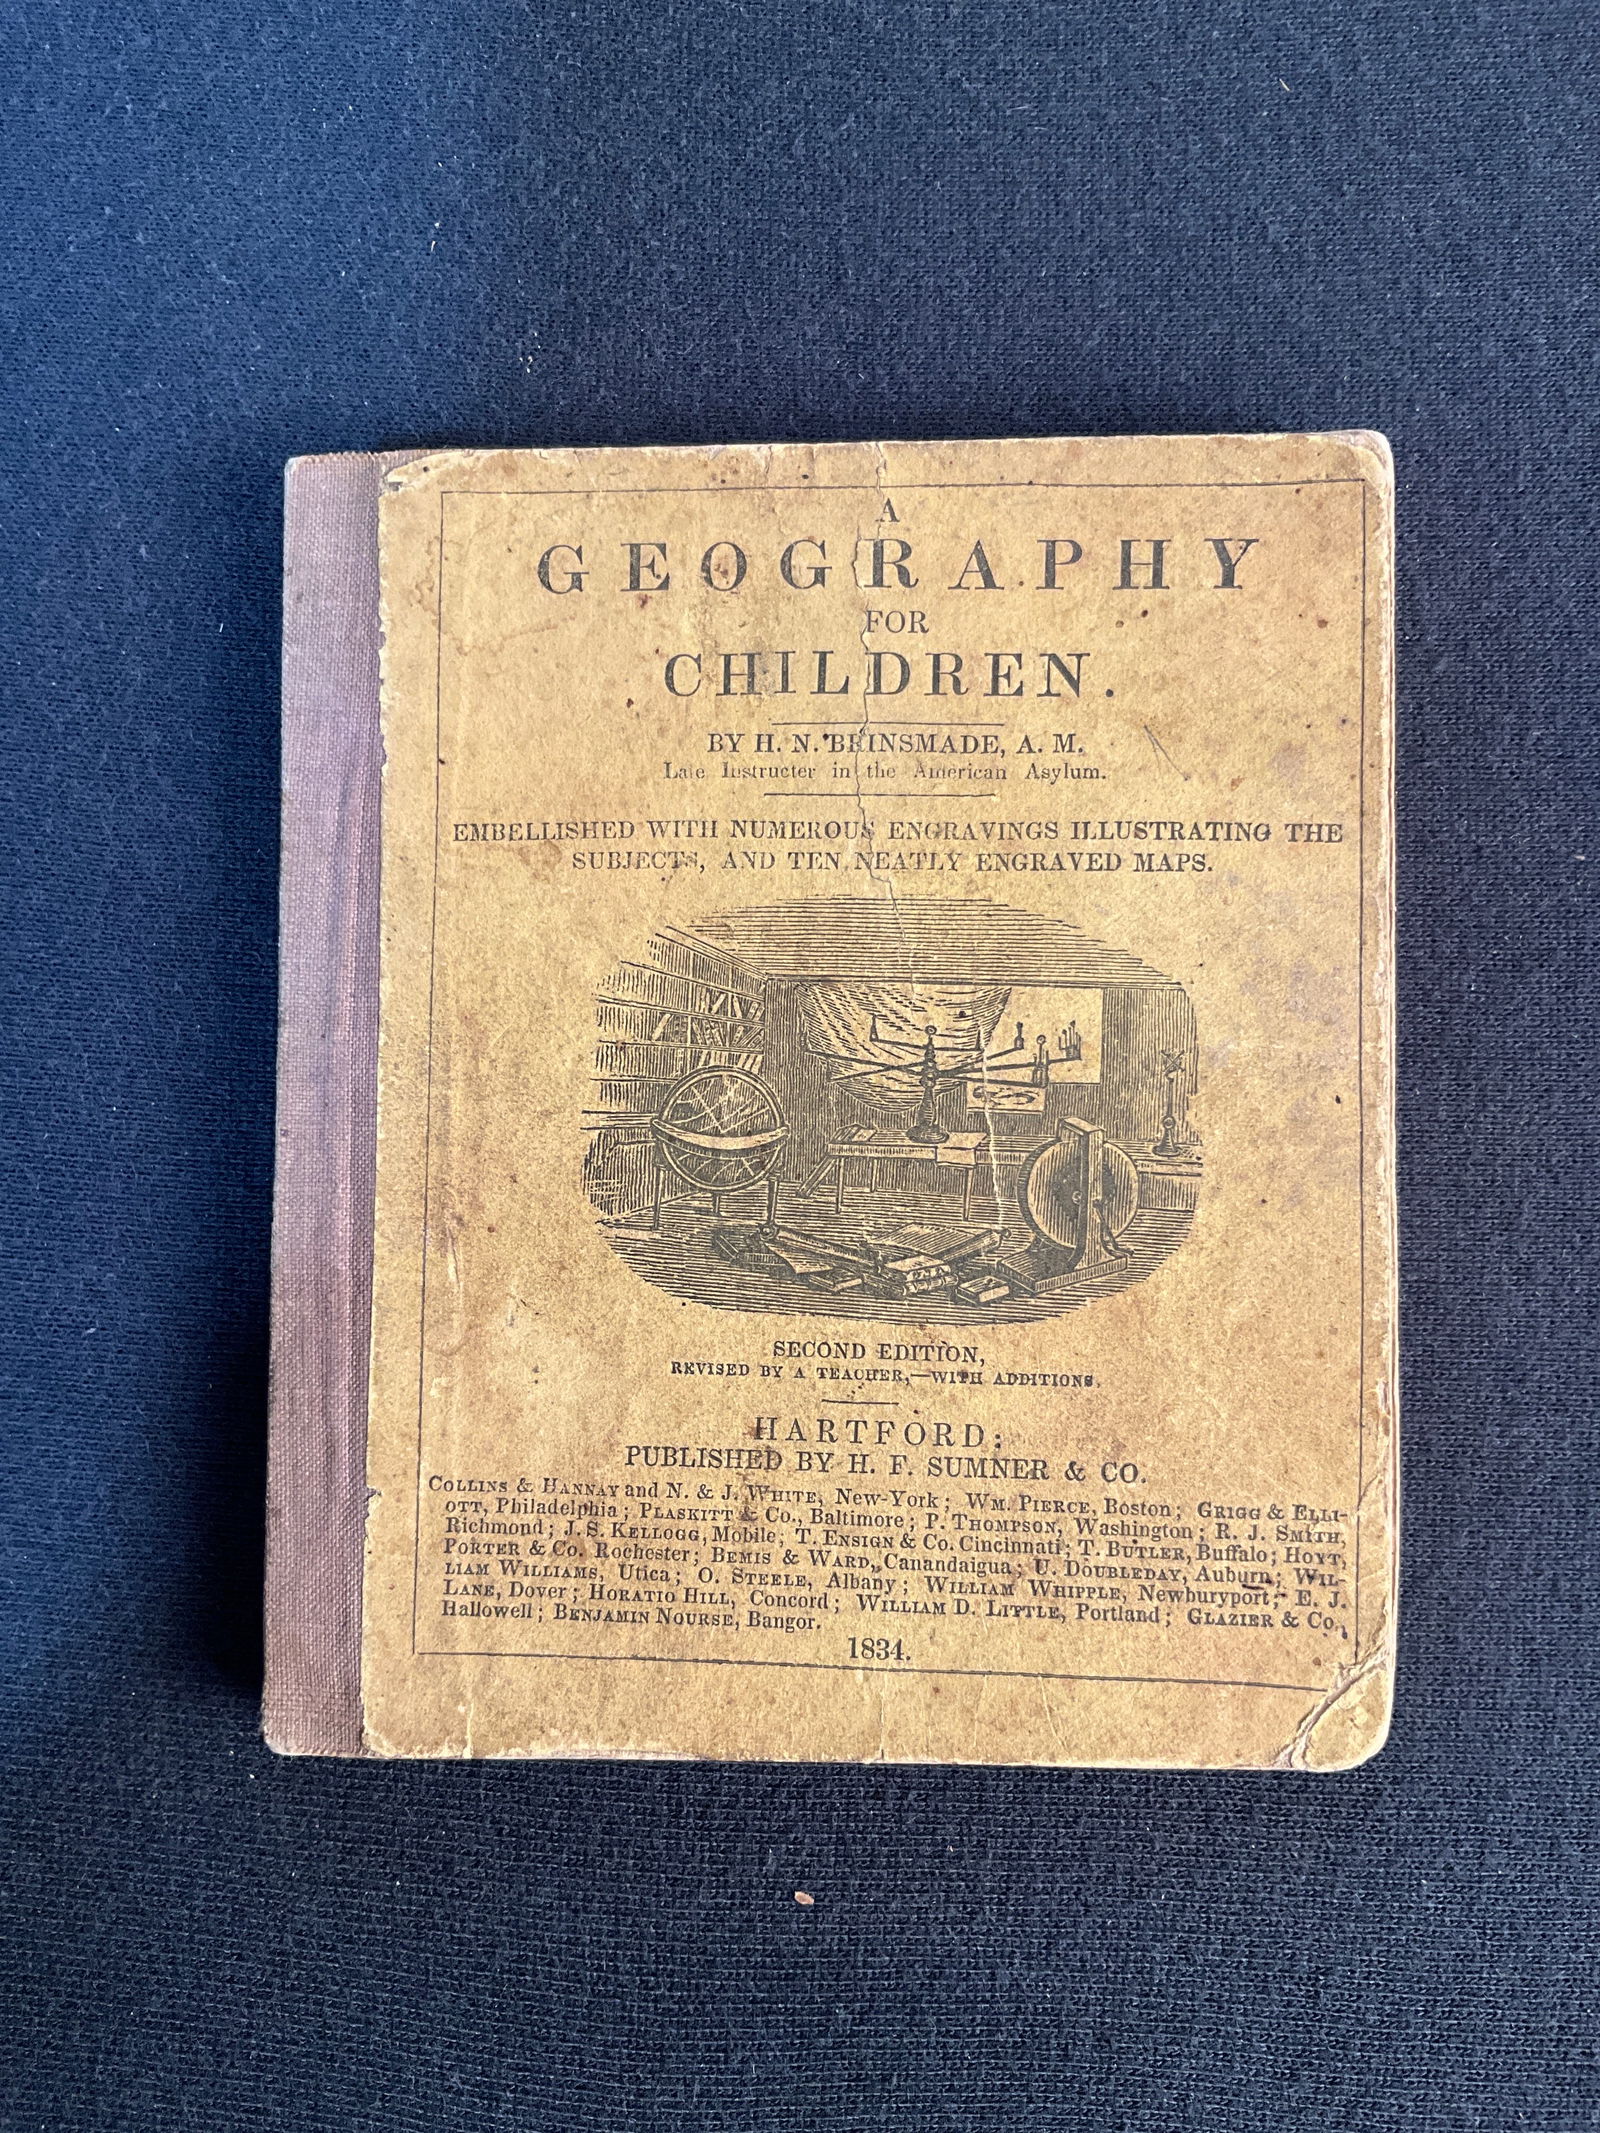 A
GEOGRAPHY
FOR
CHILDREN.
BY H. N. BRINSMADE, A. M.
Late Instructer in the American Asylum.
EMBELLISHED WITH NUMEROUS ENGRAVINGS ILLUSTRATING THE
SUBJECTS, AND TEN NEATLY ENGRAVED MAPS.
SECOND EDITION,
REVISED BY A TEACHER,—WITH ADDITIONS.
HARTFORD:
PUBLISHED BY H. F. SUMNER & CO.
COLLINS & HANNAY and N. & J. WHITE, New-York; WM. PIERCE, Boston; GRIGG & ELLI-
OTT, Philadelphia; PLASKITT & Co., Baltimore; P. THOMPSON, Washington; R. J. SMITH,
Richmond; J. S. KELLOGG, Mobile, T. ENSIGN & Co. Cincinnati; T. BUTLER, Buffalo; HOYT,
PORTER & Co. Rochester; BEMIS & WARD, Canandaigua; U. DOUBLEDAY, Auburn; WIL-
LIAM WILLIAMS, Utica; O. STEELE, Albany; WILLIAM WHIPPLE, Newburyport; E. J.
LANE, Dover; HORATIO HILL, Concord; WILLIAM D. LITTLE, Portland; GLAZIER & Co.,
Hallowell; BENJAMIN NOURSE, Bangor.
1834.